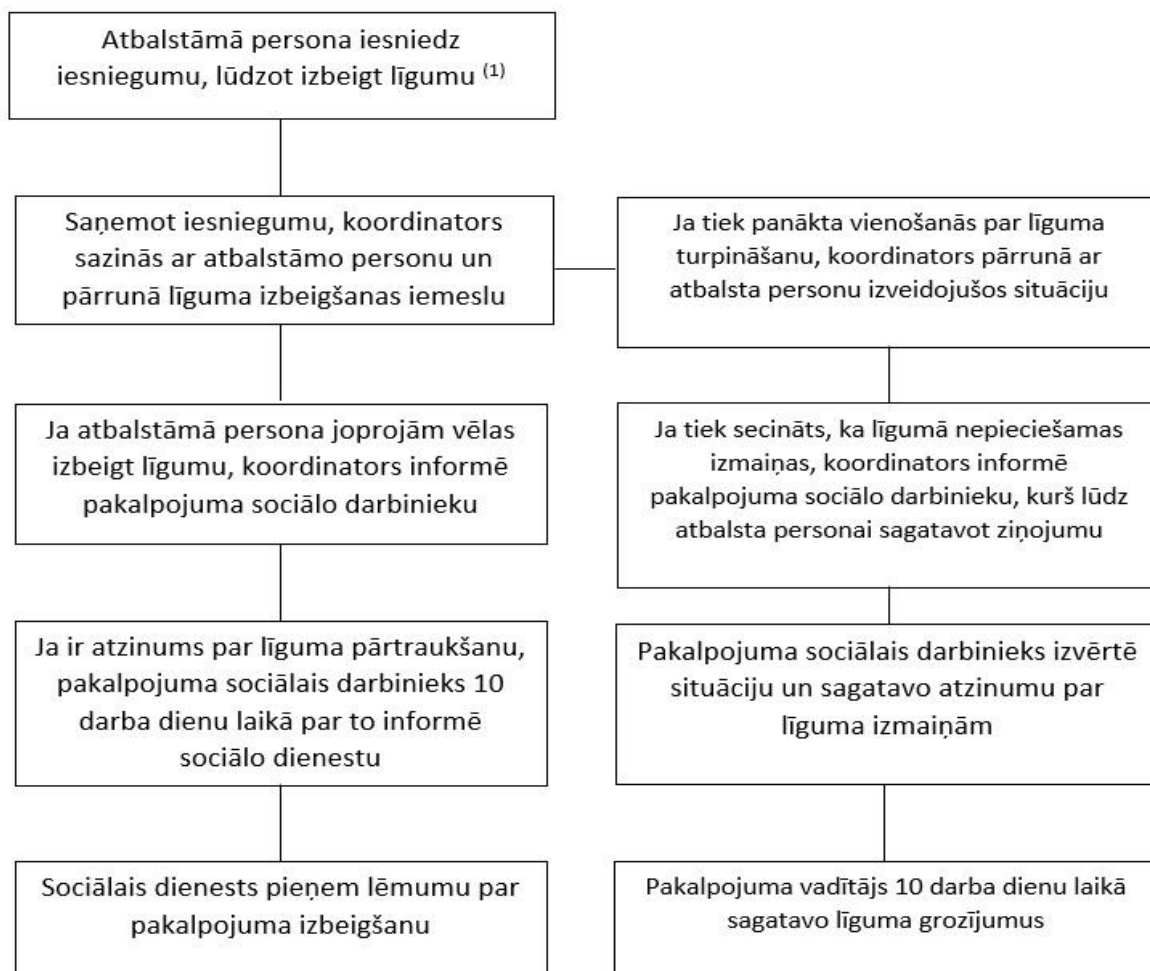 Atbalstāmā persona iesniedz
iesniegumu, lūdzot izbeigt līgumu (1)
Saņemot iesniegumu, koordinators
sazinās ar atbalstāmo personu un
pārrunā līguma izbeigšanas iemeslu
Ja tiek panākta vienošanās par līguma
turpināšanu, koordinators pārrunā ar
atbalsta personu izveidojušos situāciju
Ja atbalstāmā persona joprojām vēlas
izbeigt līgumu, koordinators informē
pakalpojuma sociālo darbinieku
Ja tiek secināts, ka līgumā nepieciešamas
izmaiņas, koordinators informē
pakalpojuma sociālo darbinieku, kurš lūdz
atbalsta personai sagatavot ziņojumu
Ja ir atzinums par līguma pārtraukšanu,
pakalpojuma sociālais darbinieks 10
darba dienu laikā par to informē
sociālo dienestu
Pakalpojuma sociālais darbinieks izvērtē
situāciju un sagatavo atzinumu par
līguma izmaiņām
Sociālais dienests pieņem lēmumu par
pakalpojuma izbeigšanu
Pakalpojuma vadītājs 10 darba dienu laikā
sagatavo līguma grozījumus